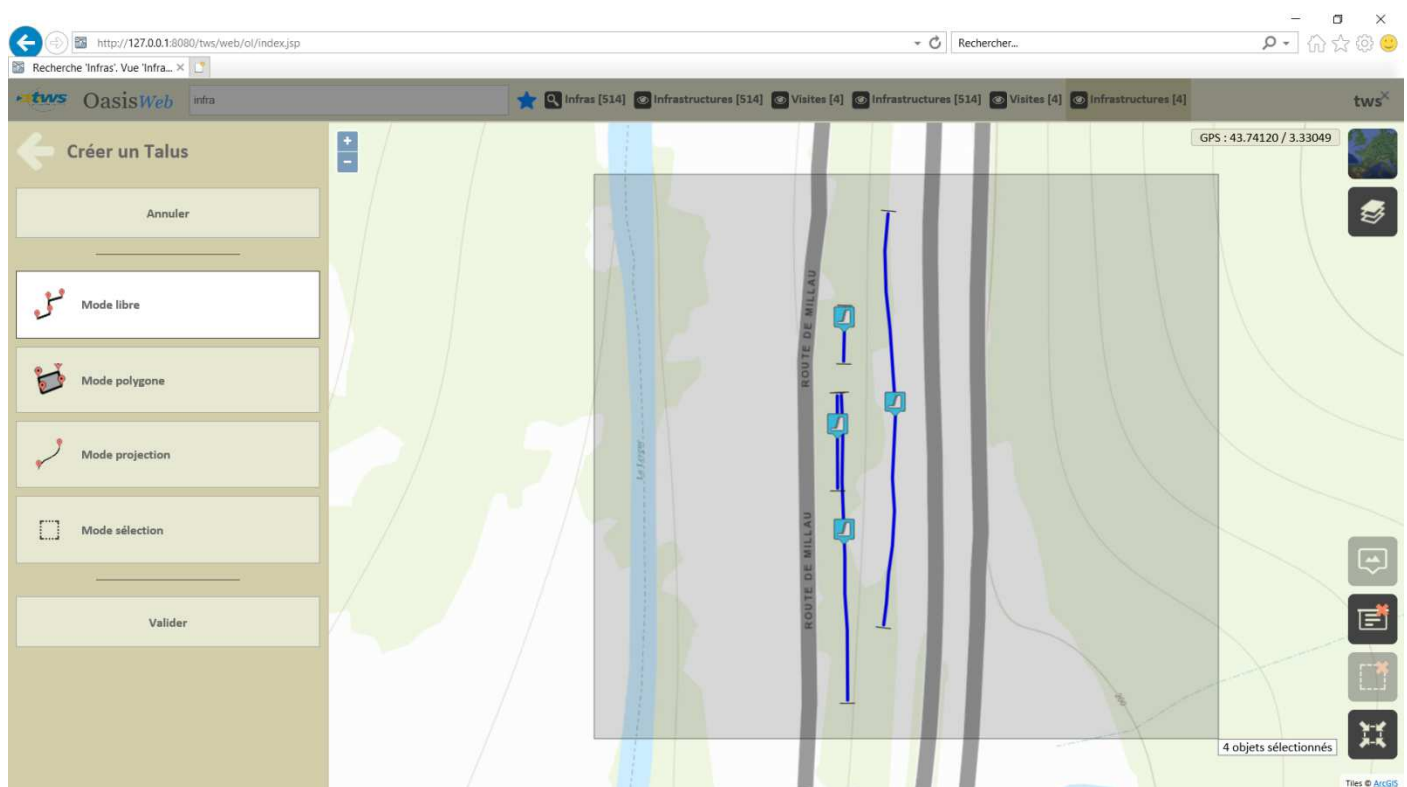 http://127.0.0.1:8080/tws/web/ol/index.jsp
Rechercher...
Recherche 'Infras'. Vue 'Infra...
tws OasisWeb infra Infras [514] Infrastructures [514] Visites [4] Infrastructures [514] Visites [4] Infrastructures [4] tws
Créer un Talus
GPS : 43.74120 / 3.33049
Annuler
Mode libre
ROUTE DE MILLAU
Mode polygone
Mode projection
Mode sélection
ROUTE DE MILLAU
Valider
200
4 objets sélectionnés
Tiles © ArcGIS